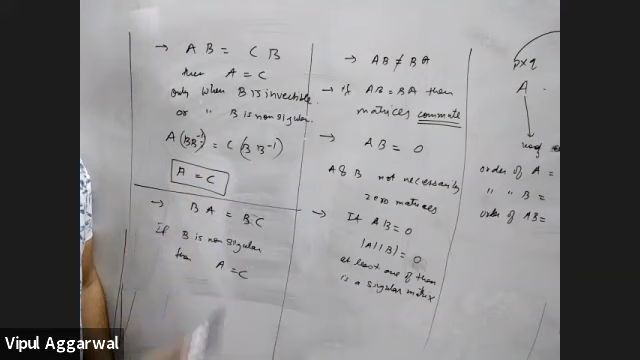 → A B = C B
then A = C
only when B is invertible.
or " B is non singular.
A(BB⁻¹) = C(BB⁻¹)
A = C
→ BA = BC
if B is non singular
then A = C
→ AB ≠ BA
→ if AB = BA then
matrices commute
→ AB = 0
A & B not necessarily
zero matrices
→ If AB = 0
|A||B| = 0
at least one of them
is a singular matrix
p×q
A .
order of A =
" " B =
order of AB =
Vipul Aggarwal